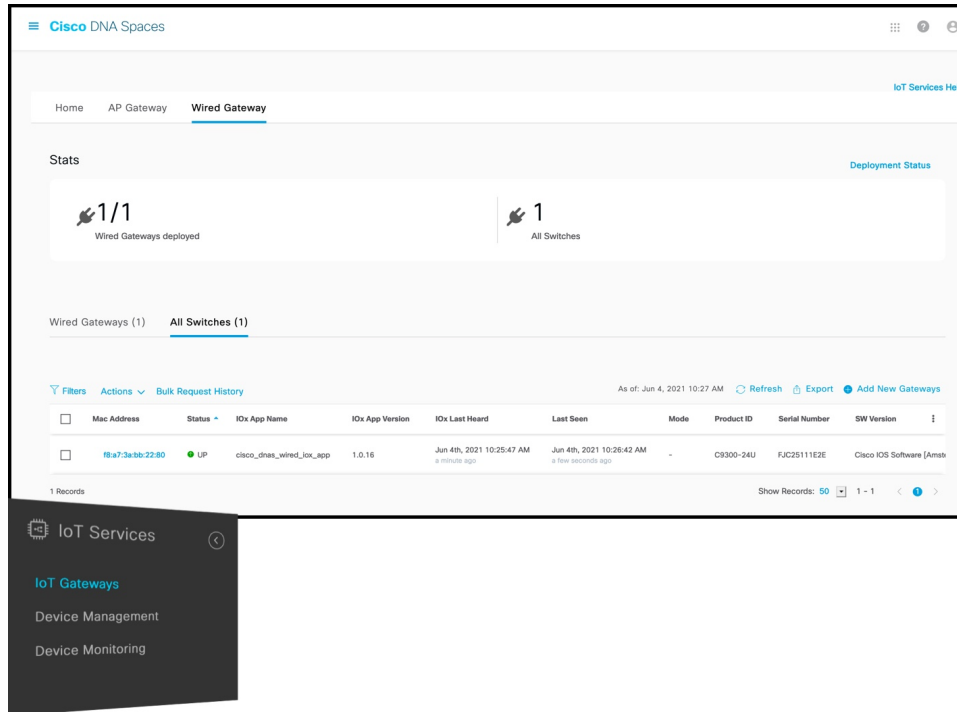 Cisco DNA Spaces
IoT Services He
Home AP Gateway Wired Gateway
Stats
Deployment Status
1/1
Wired Gateways deployed
1
All Switches
Wired Gateways (1) All Switches (1)
Filters Actions Bulk Request History As of: Jun 4, 2021 10:27 AM Refresh Export Add New Gateways
Mac Address Status IOx App Name IOx App Version IOx Last Heard Last Seen Mode Product ID Serial Number SW Version
f8:a7:3a:bb:22:80 UP cisco_dnas_wired_iox_app 1.0.16 Jun 4th, 2021 10:25:47 AM Jun 4th, 2021 10:26:42 AM - C9300-24U FJC25111E2E Cisco IOS Software [Amst
a minute ago a few seconds ago
1 Records Show Records: 50 1 - 1 < 1 >
IoT Services
IoT Gateways
Device Management
Device Monitoring